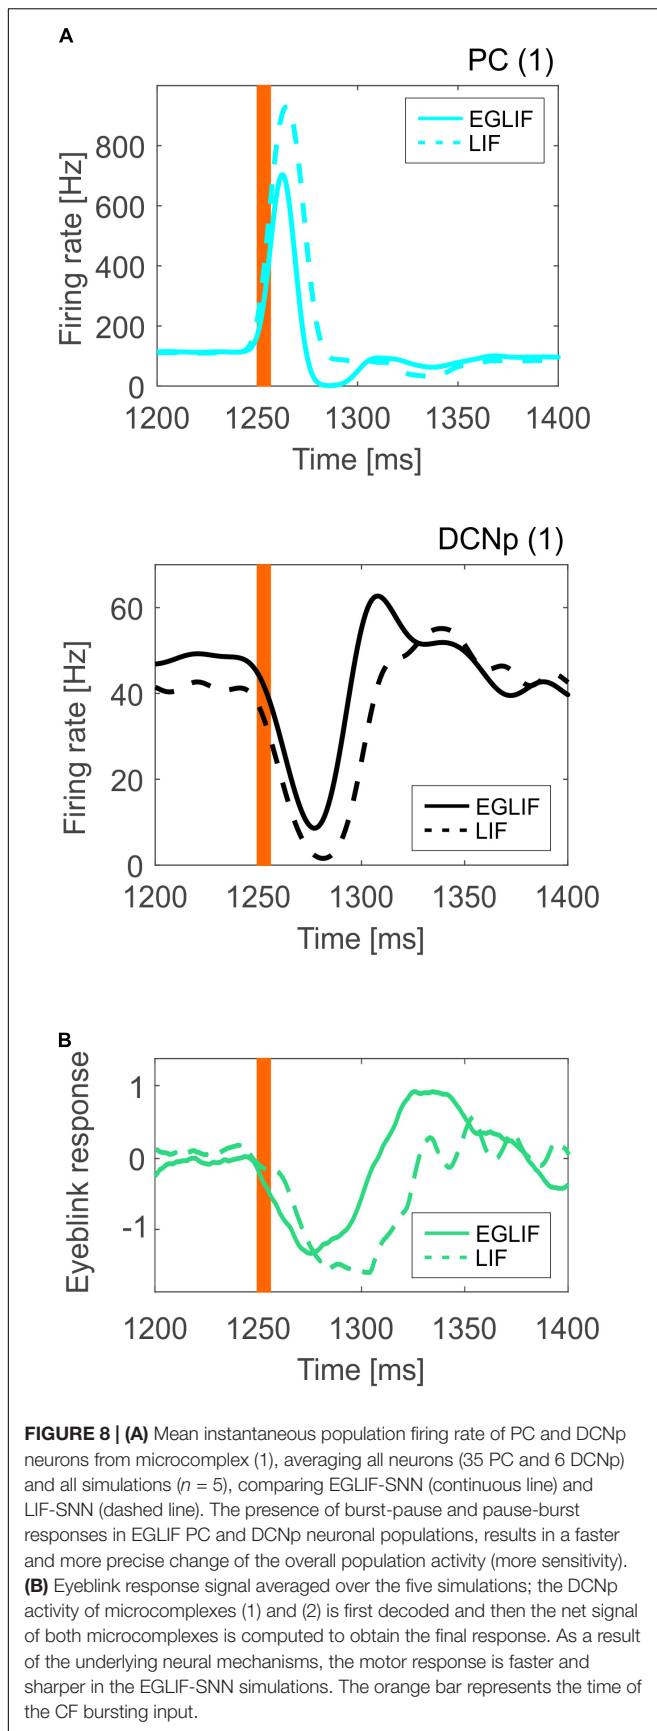 A
PC (1)
EGLIF
LIF
Firing rate [Hz]
800
600
400
200
0
1200 1250 1300 1350 1400
Time [ms]
DCNp (1)
Firing rate [Hz]
60
40
20
0
EGLIF
LIF
1200 1250 1300 1350 1400
Time [ms]
B
Eyeblink response
1
0
-1
EGLIF
LIF
1200 1250 1300 1350 1400
Time [ms]
FIGURE 8 | (A) Mean instantaneous population firing rate of PC and DCNp
neurons from microcomplex (1), averaging all neurons (35 PC and 6 DCNp)
and all simulations (n = 5), comparing EGLIF-SNN (continuous line) and
LIF-SNN (dashed line). The presence of burst-pause and pause-burst
responses in EGLIF PC and DCNp neuronal populations, results in a faster
and more precise change of the overall population activity (more sensitivity).
(B) Eyeblink response signal averaged over the five simulations; the DCNp
activity of microcomplexes (1) and (2) is first decoded and then the net signal
of both microcomplexes is computed to obtain the final response. As a result
of the underlying neural mechanisms, the motor response is faster and
sharper in the EGLIF-SNN simulations. The orange bar represents the time of
the CF bursting input.